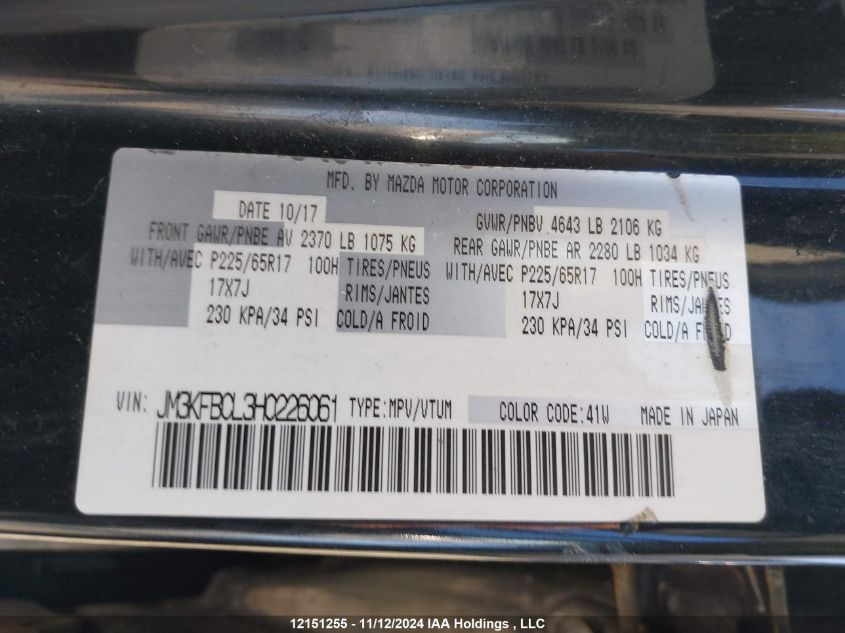 MFD. BY MAZDA MOTOR CORPORATION
DATE 10/17 GVWR/PNBV 4643 LB 2106 KG
FRONT GAWR/PNBE AV 2370 LB 1075 KG REAR GAWR/PNBE AR 2280 LB 1034 KG
WITH/AVEC P225/65R17 100H TIRES/PNEUS WITH/AVEC P225/65R17 100H TIRES/PNEUS
17X7J RIMS/JANTES 17X7J RIMS/JANTES
230 KPA/34 PSI COLD/A FROID 230 KPA/34 PSI COLD/A FROID
VIN: JM3KFBCL3H0226061 TYPE:MPV/VTUM COLOR CODE:41W MADE IN JAPAN
12151255 - 11/12/2024 IAA Holdings , LLC